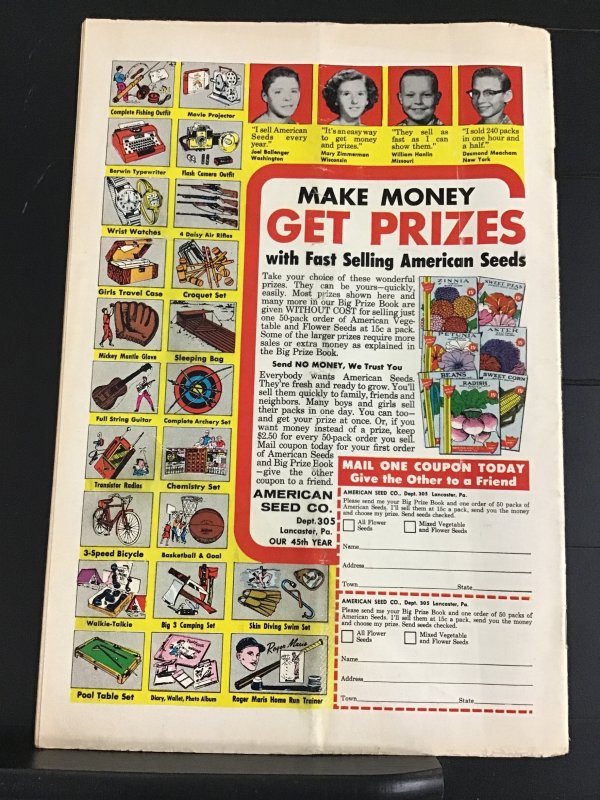 Complete Fishing Outfit
Movie Projector
Berwin Typewriter
Flash Camera Outfit
Wrist Watches
4 Daisy Air Rifles
Girls Travel Case
Croquet Set
Mickey Mantle Glove
Sleeping Bag
Full String Guitar
Complete Archery Set
Transistor Radios
Chemistry Set
3-Speed Bicycle
Basketball & Goal
Walkie-Talkie
Big 3 Camping Set
Skin Diving Swim Set
Pool Table Set
Diary, Wallet, Photo Album
Roger Maris
Roger Maris Home Run Trainer
"I sell American
Seeds every
year."
Joel Ballenger
Washington
"It's an easy way
to get money
and prizes."
Mary Zimmerman
Wisconsin
"They sell as
fast as I can
show them."
William Hanlin
Missouri
"I sold 240 packs
in one hour and
a half."
Desmond Meacham
New York
MAKE MONEY
GET PRIZES
with Fast Selling American Seeds
Take your choice of these wonderful
prizes. They can be yours—quickly,
easily. Most prizes shown here and
many more in our Big Prize Book are
given WITHOUT COST for selling just
one 50-pack order of American Vege-
table and Flower Seeds at 15c a pack.
Some of the larger prizes require more
sales or extra money as explained in
the Big Prize Book.
Send NO MONEY, We Trust You
Everybody wants American Seeds.
They're fresh and ready to grow. You'll
sell them quickly to family, friends and
neighbors. Many boys and girls sell
their packs in one day. You can too—
and get your prize at once. Or, if you
want money instead of a prize, keep
$2.50 for every 50-pack order you sell.
Mail coupon today for your first order
of American Seeds
and Big Prize Book
—give the other
coupon to a friend.
AMERICAN
SEED CO.
Dept. 305
Lancaster, Pa.
OUR 45th YEAR
ZINNIA
SWEET PEAS
PETUNIA
ASTER
BEANS
RADISH
SWEET CORN
MAIL ONE COUPON TODAY
Give the Other to a Friend
AMERICAN SEED CO., Dept. 305 Lancaster, Pa.
Please send me your Big Prize Book and one order of 50 packs of
American Seeds. I'll sell them at 15c a pack, send you the money
and choose my prize. Send seeds checked.
All Flower
Seeds
Mixed Vegetable
and Flower Seeds
Name
Address
Town State
AMERICAN SEED CO., Dept. 305 Lancaster, Pa.
Please send me your Big Prize Book and one order of 50 packs of
American Seeds. I'll sell them at 15c a pack, send you the money
and choose my prize. Send seeds checked.
All Flower
Seeds
Mixed Vegetable
and Flower Seeds
Name
Address
Town State